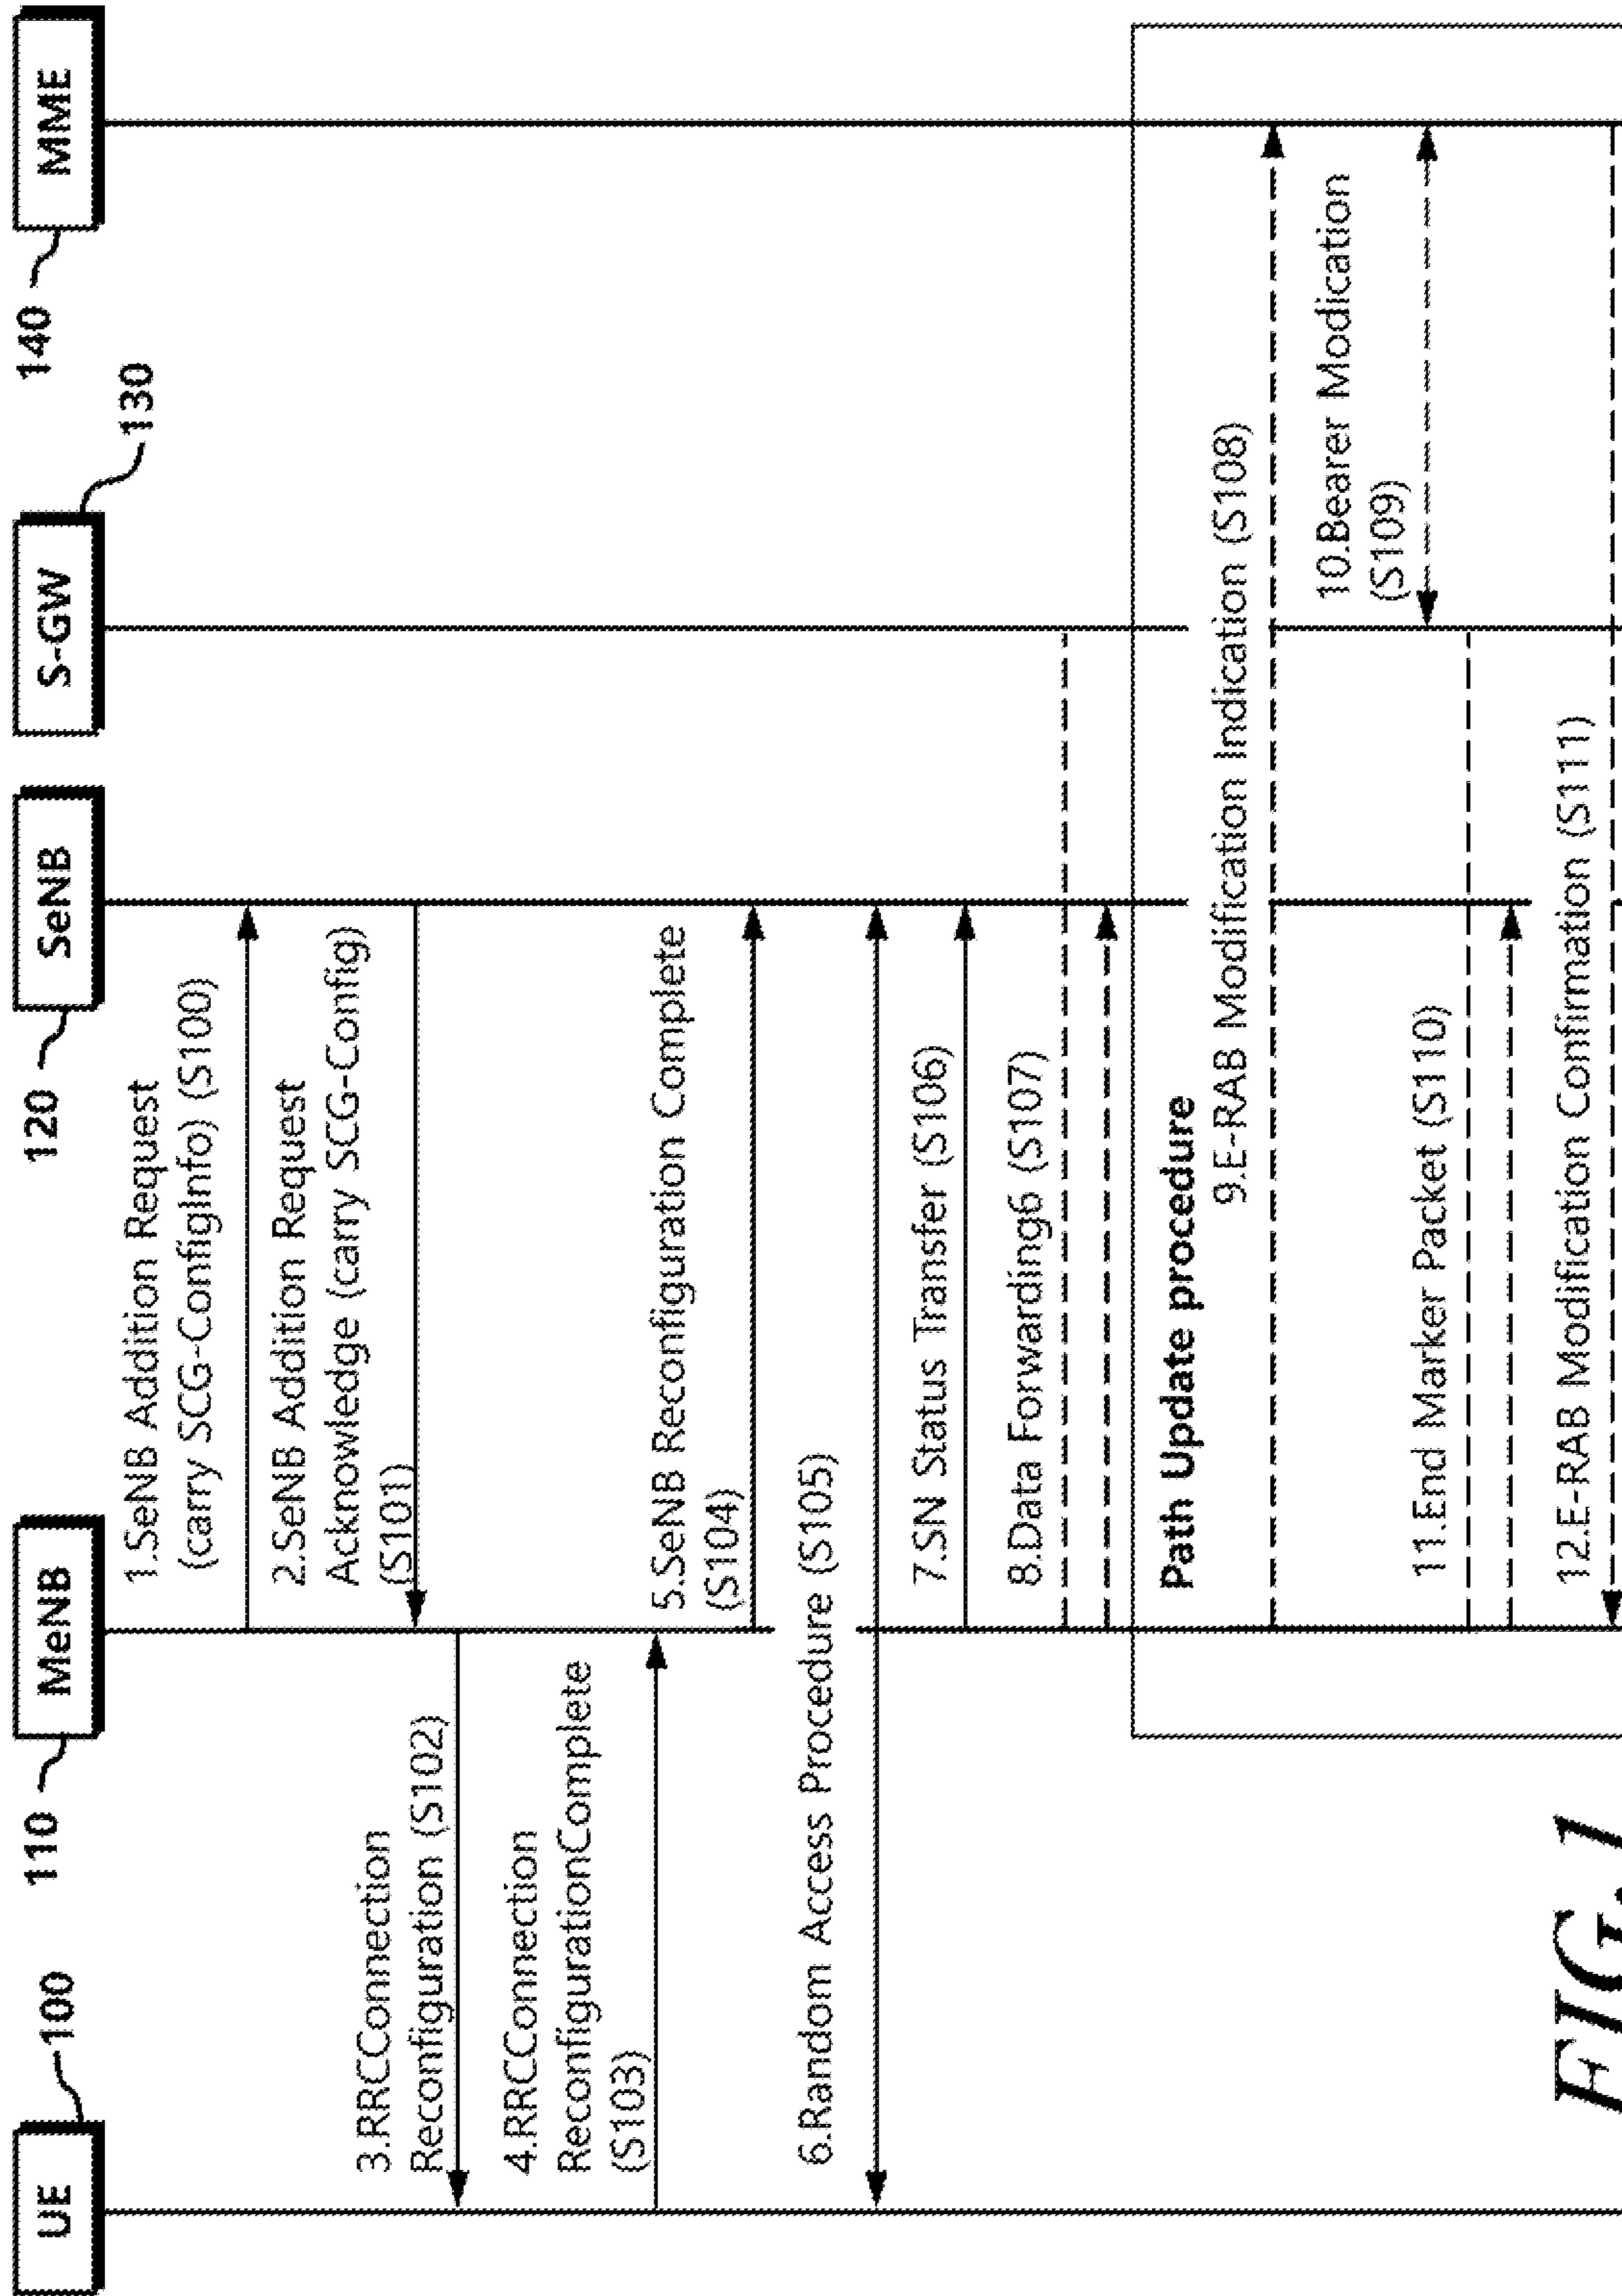 UE
100
110
MeNB
120
SeNB
S-GW
130
140
MME
1.SeNB Addition Request
(carry SCG-ConfigInfo) (S100)
2.SeNB Addition Request
Acknowledge (carry SCG-Config)
(S101)
3.RRCConnection
Reconfiguration (S102)
4.RRCConnection
ReconfigurationComplete
(S103)
5.SeNB Reconfiguration Complete
(S104)
6.Random Access Procedure (S105)
7.SN Status Transfer (S106)
8.Data Forwarding6 (S107)
Path Update procedure
9.E-RAB Modification Indication (S108)
10.Bearer Modication
(S109)
11.End Marker Packet (S110)
12.E-RAB Modification Confirmation (S111)
FIG.1